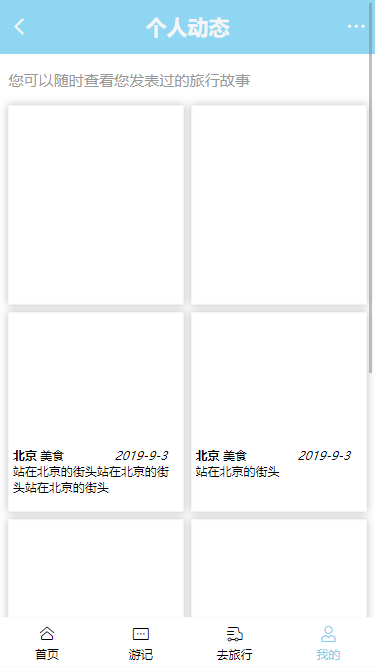 个人动态
您可以随时查看您发表过的旅行故事
北京 美食 2019-9-3
站在北京的街头站在北京的街
头站在北京的街头
北京 美食 2019-9-3
站在北京的街头
首页 游记 去旅行 我的